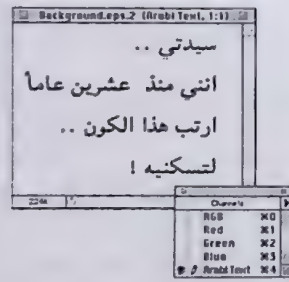 Background.eps.2 (Arabi Text, 1:1)
سيدتي ..
انني منذ عشرين عاماً
ارتب هذا الكون ..
لتسكنيه !
224K
Channels
RGB ⌘0
Red ⌘1
Green ⌘2
Blue ⌘3
Arabi Text ⌘4